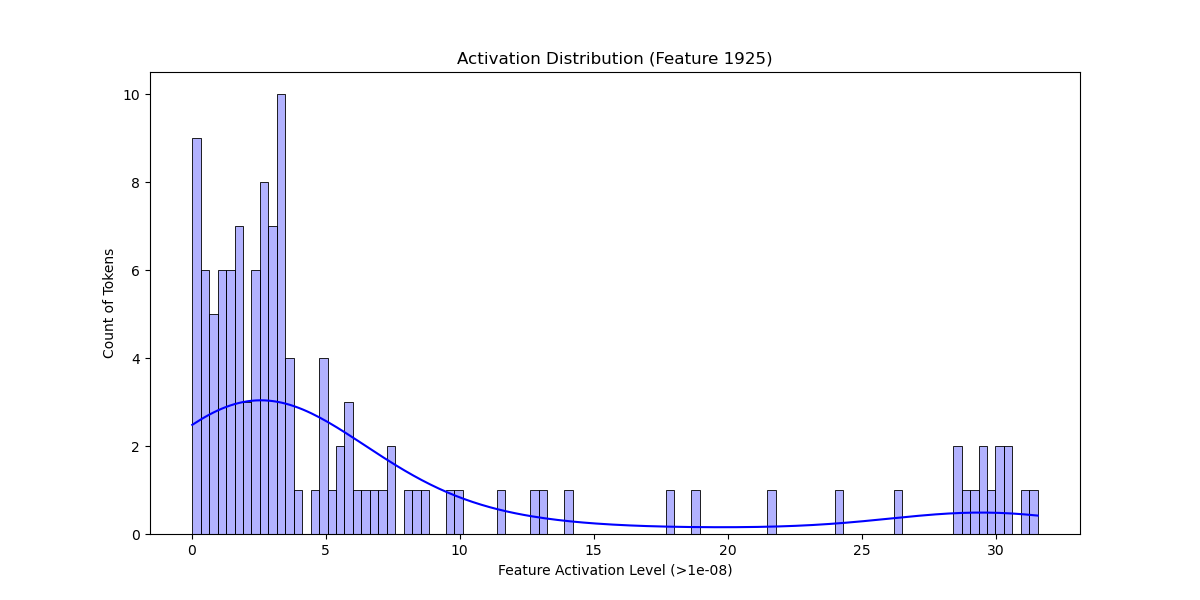 Activation Distribution (Feature 1925)
10
8
6
4
2
0
Count of Tokens
0 5 10 15 20 25 30
Feature Activation Level (>1e-08)